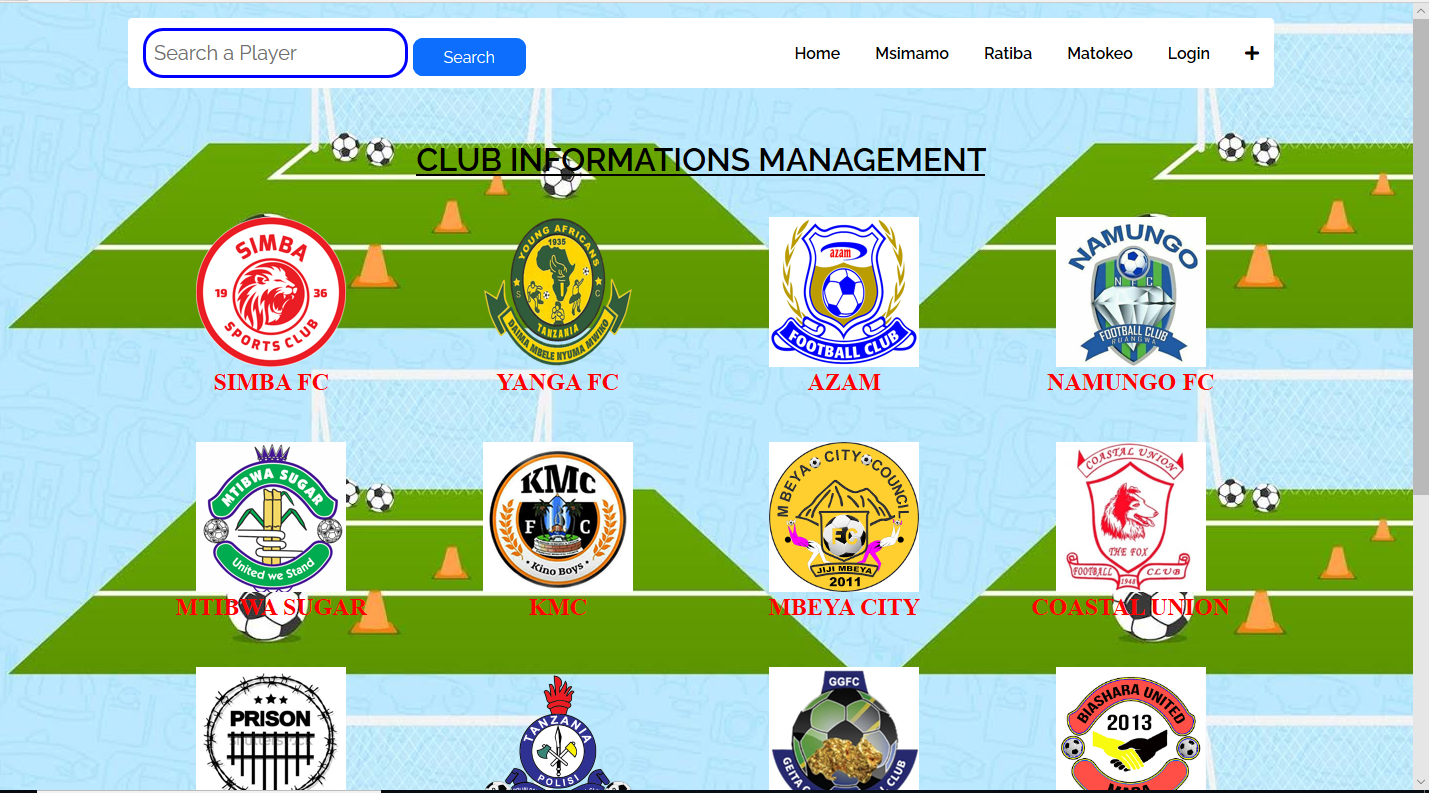 Search a Player
Search
Home
Msimamo
Ratiba
Matokeo
Login
+
CLUB INFORMATIONS MANAGEMENT
SIMBA
19 36
SPORTS CLUB
YOUNG AFRICANS
1935
S C
TANZANIA
DAIMA MBELE NYUMA MWIKO
azam
FOOTBALL CLUB
NAMUNGO
N F C
FOOTBALL CLUB
RUANGWA
SIMBA FC
YANGA FC
AZAM
NAMUNGO FC
MTIBWA SUGAR
United we Stand
KMC
F C
Kino Boys
MBEYA CITY COUNCIL
FC
JIJI MBEYA
2011
COASTAL UNION
THE FOX
FOOTBALL CLUB
1948
MTIBWA SUGAR
KMC
MBEYA CITY
COASTAL UNION
PRISON
TANZANIA
POLISI
GGFC
GEITA
CLUB
BIASHARA UNITED
2013
MARA